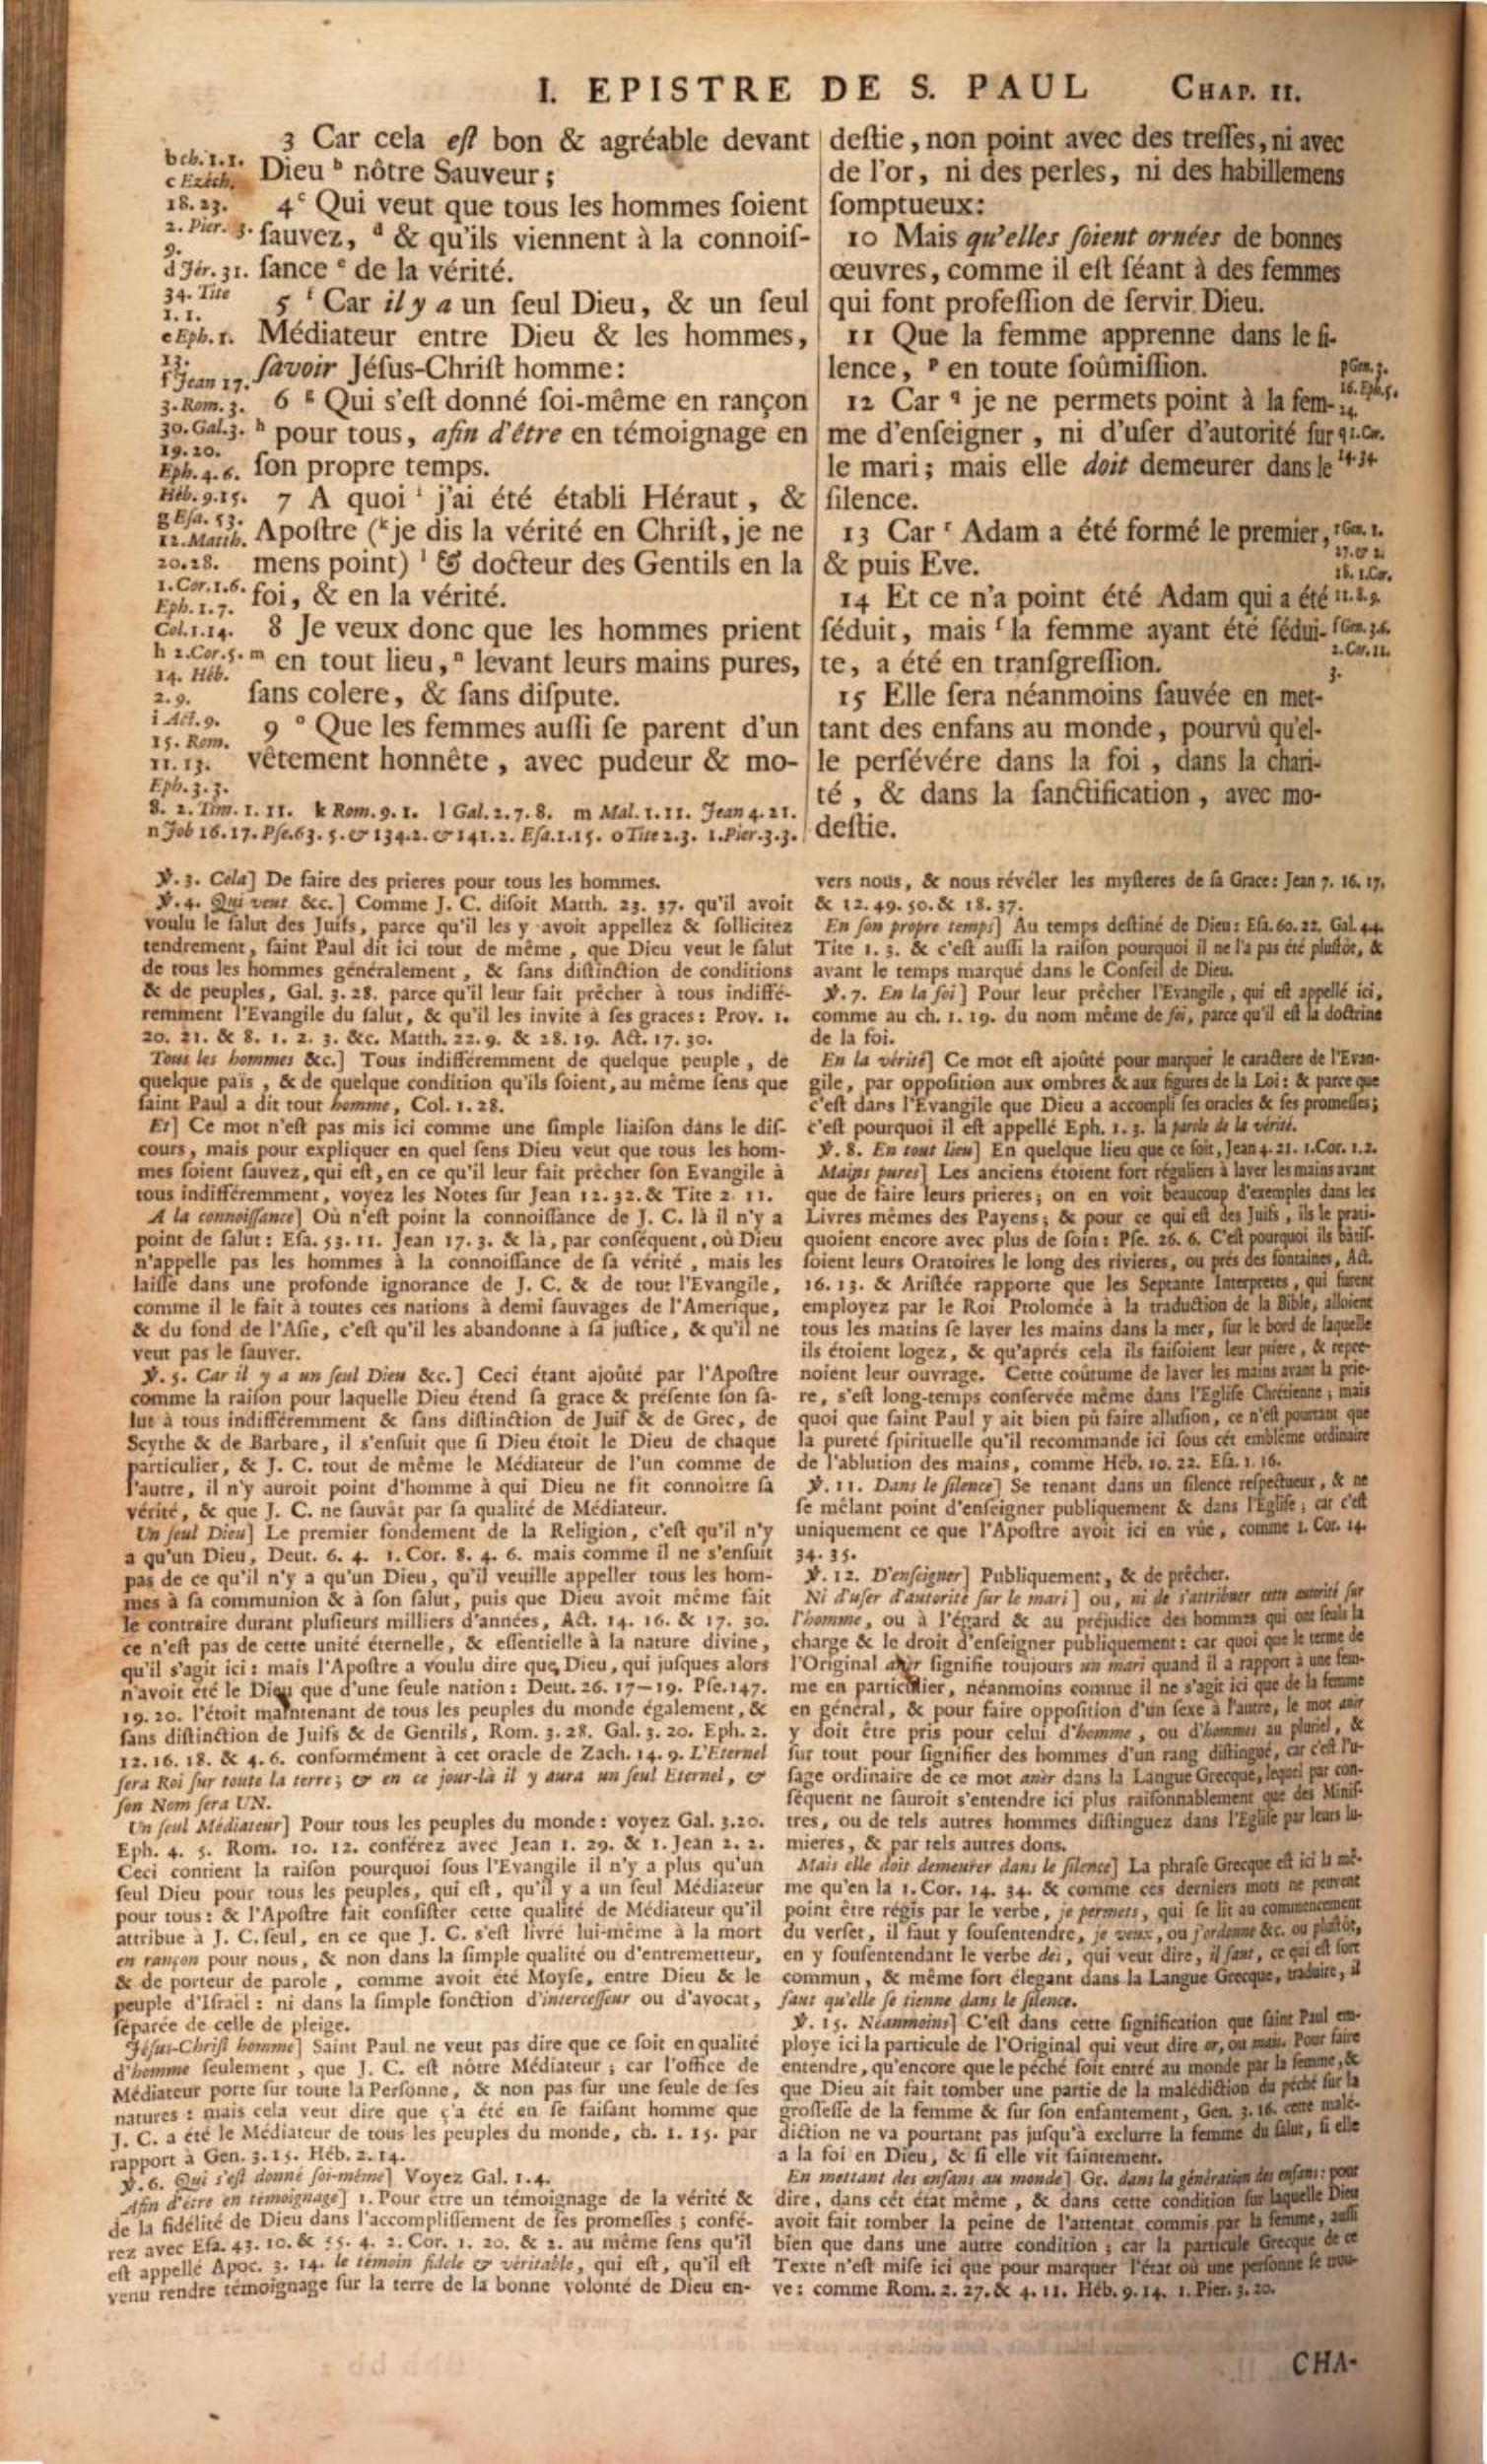 I. EPISTRE DE S. PAUL CHAP. II.
3 Car cela eſt bon & agréable devant
Dieu ᵇ nôtre Sauveur ;
4 ᶜ Qui veut que tous les hommes ſoient
ſauvez, ᵈ & qu'ils viennent à la connoiſ-
ſance ᵉ de la vérité.
5 ᶠ Car il y a un ſeul Dieu, & un ſeul
Médiateur entre Dieu & les hommes,
ſavoir Jéſus-Chriſt homme :
6 ᵍ Qui s'eſt donné ſoi-même en rançon
ʰ pour tous, afin d'être en témoignage en
ſon propre temps.
7 A quoi ⁱ j'ai été établi Héraut, &
Apoſtre (ᵏ je dis la vérité en Chriſt, je ne
mens point) ˡ & docteur des Gentils en la
foi, & en la vérité.
8 Je veux donc que les hommes prient
ᵐ en tout lieu, ⁿ levant leurs mains pures,
ſans colere, & ſans diſpute.
9 ᵒ Que les femmes auſſi ſe parent d'un
vêtement honnête, avec pudeur & mo-
b ch. 1. 1.
c Ezéch.
18. 23.
2. Pier. 3.
9.
d Jér. 31.
34. Tite
1. 1.
e Eph. 1.
13.
f Jean 17.
3. Rom. 3.
30. Gal. 3.
19. 20.
Eph. 4. 6.
Héb. 9. 15.
g Eſa. 53.
12. Matth.
20. 28.
1. Cor. 1. 6.
Eph. 1. 7.
Col. 1. 14.
h 2. Cor. 5.
14. Héb.
2. 9.
i Act. 9.
15. Rom.
11. 13.
Eph. 3. 7.
8. 2. Tim. 1. 11. k Rom. 9. 1. l Gal. 2. 7. 8. m Mal. 1. 11. Jean 4. 21.
n Job 16. 17. Pſe. 63. 5. & 134. 2. & 141. 2. Eſa. 1. 15. o Tite 2. 3. 1. Pier. 3. 3.
deſtie, non point avec des treſſes, ni avec
de l'or, ni des perles, ni des habillemens
ſomptueux :
10 Mais qu'elles ſoient ornées de bonnes
œuvres, comme il eſt ſéant à des femmes
qui font profeſſion de ſervir Dieu.
11 Que la femme apprenne dans le ſi-
lence, ᵖ en toute ſoûmiſſion.
12 Car ᵠ je ne permets point à la fem-
me d'enſeigner, ni d'uſer d'autorité ſur
le mari ; mais elle doit demeurer dans le
ſilence.
13 Car ʳ Adam a été formé le premier,
& puis Eve.
14 Et ce n'a point été Adam qui a été
ſéduit, mais ſ la femme ayant été ſédui-
te, a été en tranſgreſſion.
15 Elle ſera néanmoins ſauvée en met-
tant des enfans au monde, pourvû qu'el-
le perſévére dans la foi, dans la chari-
té, & dans la ſanctification, avec mo-
deſtie.
p Gen. 3.
16. Eph. 5.
24.
q 1. Cor.
14. 34
r Gen. 1.
27. & 2.
18. 1. Cor.
11. 8. 9.
ſ Gen. 3. 6.
2. Cor. 11.
3.
℣. 3. Cela] De faire des prieres pour tous les hommes.
℣. 4. Qui veut &c.] Comme J. C. diſoit Matth. 23. 37. qu'il avoit
voulu le ſalut des Juifs, parce qu'il les y avoit appellez & ſollicitez
tendrement, ſaint Paul dit ici tout de même, que Dieu veut le ſalut
de tous les hommes généralement, & ſans diſtinction de conditions
& de peuples, Gal. 3. 28. parce qu'il leur fait prêcher à tous indiffé-
remment l'Evangile du ſalut, & qu'il les invite à ſes graces : Prov. 1.
20. 21. & 8. 1. 2. 3. &c. Matth. 22. 9. & 28. 19. Act. 17. 30.
Tous les hommes &c.] Tous indifféremment de quelque peuple, de
quelque païs, & de quelque condition qu'ils ſoient, au même ſens que
ſaint Paul a dit tout homme, Col. 1. 28.
Et] Ce mot n'eſt pas mis ici comme une ſimple liaiſon dans le diſ-
cours, mais pour expliquer en quel ſens Dieu veut que tous les hom-
mes ſoient ſauvez, qui eſt, en ce qu'il leur fait prêcher ſon Evangile à
tous indifféremment, voyez les Notes ſur Jean 12. 32. & Tite 2. 11.
A la connoiſſance] Où n'eſt point la connoiſſance de J. C. là il n'y a
point de ſalut : Eſa. 53. 11. Jean 17. 3. & là, par conſéquent, où Dieu
n'appelle pas les hommes à la connoiſſance de ſa vérité, mais les
laiſſe dans une profonde ignorance de J. C. & de tout l'Evangile,
comme il le fait à toutes ces nations à demi ſauvages de l'Amerique,
& du fond de l'Aſie, c'eſt qu'il les abandonne à ſa juſtice, & qu'il ne
veut pas le ſauver.
℣. 5. Car il y a un ſeul Dieu &c.] Ceci étant ajoûté par l'Apoſtre
comme la raiſon pour laquelle Dieu étend ſa grace & préſente ſon ſa-
lut à tous indifféremment & ſans diſtinction de Juif & de Grec, de
Scythe & de Barbare, il s'enſuit que ſi Dieu étoit le Dieu de chaque
particulier, & J. C. tout de même le Médiateur de l'un comme de
l'autre, il n'y auroit point d'homme à qui Dieu ne fit connoitre ſa
vérité, & que J. C. ne ſauvât par ſa qualité de Médiateur.
Un ſeul Dieu] Le premier fondement de la Religion, c'eſt qu'il n'y
a qu'un Dieu, Deut. 6. 4. 1. Cor. 8. 4. 6. mais comme il ne s'enſuit
pas de ce qu'il n'y a qu'un Dieu, qu'il veuille appeller tous les hom-
mes à ſa communion & à ſon ſalut, puis que Dieu avoit même fait
le contraire durant pluſieurs milliers d'années, Act. 14. 16. & 17. 30.
ce n'eſt pas de cette unité éternelle, & eſſentielle à la nature divine,
qu'il s'agit ici : mais l'Apoſtre a voulu dire que Dieu, qui juſques alors
n'avoit été le Dieu que d'une ſeule nation : Deut. 26. 17–19. Pſe. 147.
19. 20. l'étoit maintenant de tous les peuples du monde également, &
ſans diſtinction de Juifs & de Gentils, Rom. 3. 28. Gal. 3. 20. Eph. 2.
12. 16. 18. & 4. 6. conformément à cet oracle de Zach. 14. 9. L'Eternel
ſera Roi ſur toute la terre ; & en ce jour-là il y aura un ſeul Eternel, &
ſon Nom ſera UN.
Un ſeul Médiateur] Pour tous les peuples du monde : voyez Gal. 3. 20.
Eph. 4. 5. Rom. 10. 12. conférez avec Jean 1. 29. & 1. Jean 2. 2.
Ceci contient la raiſon pourquoi ſous l'Evangile il n'y a plus qu'un
ſeul Dieu pour tous les peuples, qui eſt, qu'il y a un ſeul Médiateur
pour tous : & l'Apoſtre fait conſiſter cette qualité de Médiateur qu'il
attribue à J. C. ſeul, en ce que J. C. s'eſt livré lui-même à la mort
en rançon pour nous, & non dans la ſimple qualité ou d'entremetteur,
& de porteur de parole, comme avoit été Moyſe, entre Dieu & le
peuple d'Iſraël : ni dans la ſimple fonction d'interceſſeur ou d'avocat,
ſéparée de celle de pleige.
Jéſus-Chriſt homme] Saint Paul ne veut pas dire que ce ſoit en qualité
d'homme ſeulement, que J. C. eſt nôtre Médiateur ; car l'office de
Médiateur porte ſur toute la Perſonne, & non pas ſur une ſeule de ſes
natures : mais cela veut dire que ç'a été en ſe faiſant homme que
J. C. a été le Médiateur de tous les peuples du monde, ch. 1. 15. par
rapport à Gen. 3. 15. Héb. 2. 14.
℣. 6. Qui s'eſt donné ſoi-même] Voyez Gal. 1. 4.
Afin d'être en témoignage] 1. Pour être un témoignage de la vérité &
de la fidélité de Dieu dans l'accompliſſement de ſes promeſſes ; confé-
rez avec Eſa. 43. 10. & 55. 4. 2. Cor. 1. 20. & 2. au même ſens qu'il
eſt appellé Apoc. 3. 14. le témoin fidele & véritable, qui eſt, qu'il eſt
venu rendre témoignage ſur la terre de la bonne volonté de Dieu en-
vers nous, & nous révéler les myſteres de ſa Grace : Jean 7. 16. 17.
& 12. 49. 50. & 18. 37.
En ſon propre temps] Au temps deſtiné de Dieu : Eſa. 60. 22. Gal. 4. 4.
Tite 1. 3. & c'eſt auſſi la raiſon pourquoi il ne l'a pas été pluſtôt, &
avant le temps marqué dans le Conſeil de Dieu.
℣. 7. En la foi] Pour leur prêcher l'Evangile, qui eſt appellé ici,
comme au ch. 1. 19. du nom même de foi, parce qu'il eſt la doctrine
de la foi.
En la vérité] Ce mot eſt ajoûté pour marquer le caractere de l'Evan-
gile, par oppoſition aux ombres & aux figures de la Loi : & parce que
c'eſt dans l'Evangile que Dieu a accompli ſes oracles & ſes promeſſes ;
c'eſt pourquoi il eſt appellé Eph. 1. 3. la parole de la vérité.
℣. 8. En tout lieu] En quelque lieu que ce ſoit, Jean 4. 21. 1. Cor. 1. 2.
Mains pures] Les anciens étoient fort réguliers à laver les mains avant
que de faire leurs prieres ; on en voit beaucoup d'exemples dans les
Livres mêmes des Payens ; & pour ce qui eſt des Juifs, ils le prati-
quoient encore avec plus de ſoin : Pſe. 26. 6. C'eſt pourquoi ils bâtiſ-
ſoient leurs Oratoires le long des rivieres, ou prés des fontaines, Act.
16. 13. & Ariſtée rapporte que les Septante Interpretes, qui furent
employez par le Roi Ptolomée à la traduction de la Bible, alloient
tous les matins ſe laver les mains dans la mer, ſur le bord de laquelle
ils étoient logez, & qu'aprés cela ils faiſoient leur priere, & repre-
noient leur ouvrage. Cette coûtume de laver les mains avant la prie-
re, s'eſt long-temps conſervée même dans l'Egliſe Chrétienne ; mais
quoi que ſaint Paul y ait bien pû faire alluſion, ce n'eſt pourtant que
la pureté ſpirituelle qu'il recommande ici ſous cét emblême ordinaire
de l'ablution des mains, comme Héb. 10. 22. Eſa. 1. 16.
℣. 11. Dans le ſilence] Se tenant dans un ſilence reſpectueux, & ne
ſe mêlant point d'enſeigner publiquement & dans l'Egliſe ; car c'eſt
uniquement ce que l'Apoſtre avoit ici en vûe, comme 1. Cor. 14.
34. 35.
℣. 12. D'enſeigner] Publiquement, & de prêcher.
Ni d'uſer d'autorité ſur le mari] ou, ni de s'attribuer cette autorité ſur
l'homme, ou à l'égard & au préjudice des hommes qui ont ſeuls la
charge & le droit d'enſeigner publiquement : car quoi que le terme de
l'Original anèr ſignifie toûjours un mari quand il a rapport à une fem-
me en particulier, néanmoins comme il ne s'agit ici que de la femme
en général, & pour faire oppoſition d'un ſexe à l'autre, le mot anèr
y doit être pris pour celui d'homme, ou d'hommes au pluriel, &
ſur tout pour ſignifier des hommes d'un rang diſtingué, car c'eſt l'u-
ſage ordinaire de ce mot anèr dans la Langue Grecque, lequel par con-
ſéquent ne ſauroit s'entendre ici plus raiſonnablement que des Miniſ-
tres, ou de tels autres hommes diſtinguez dans l'Egliſe par leurs lu-
mieres, & par tels autres dons.
Mais elle doit demeurer dans le ſilence] La phraſe Grecque eſt ici la mê-
me qu'en la 1. Cor. 14. 34. & comme ces derniers mots ne peuvent
point être régis par le verbe, je permets, qui ſe lit au commencement
du verſet, il faut y ſouſentendre, je veux, ou j'ordonne &c. ou pluſtôt,
en y ſouſentendant le verbe dei, qui veut dire, il faut, ce qui eſt fort
commun, & même fort élegant dans la Langue Grecque, traduire, il
faut qu'elle ſe tienne dans le ſilence.
℣. 15. Néanmoins] C'eſt dans cette ſignification que ſaint Paul em-
ploye ici la particule de l'Original qui veut dire or, ou mais. Pour faire
entendre, qu'encore que le péché ſoit entré au monde par la femme, &
que Dieu ait fait tomber une partie de la malédiction du péché ſur la
groſſeſſe de la femme & ſur ſon enfantement, Gen. 3. 16. cette malé-
diction ne va pourtant pas juſqu'à exclurre la femme du ſalut, ſi elle
a la foi en Dieu, & ſi elle vit ſaintement.
En mettant des enfans au monde] Gr. dans la génération des enfans : pour
dire, dans cét état même, & dans cette condition ſur laquelle Dieu
avoit fait tomber la peine de l'attentat commis par la femme, auſſi
bien que dans une autre condition ; car la particule Grecque de ce
Texte n'eſt miſe ici que pour marquer l'état où une perſonne ſe trou-
ve : comme Rom. 2. 27. & 4. 11. Héb. 9. 14. 1. Pier. 3. 20.
CHA-